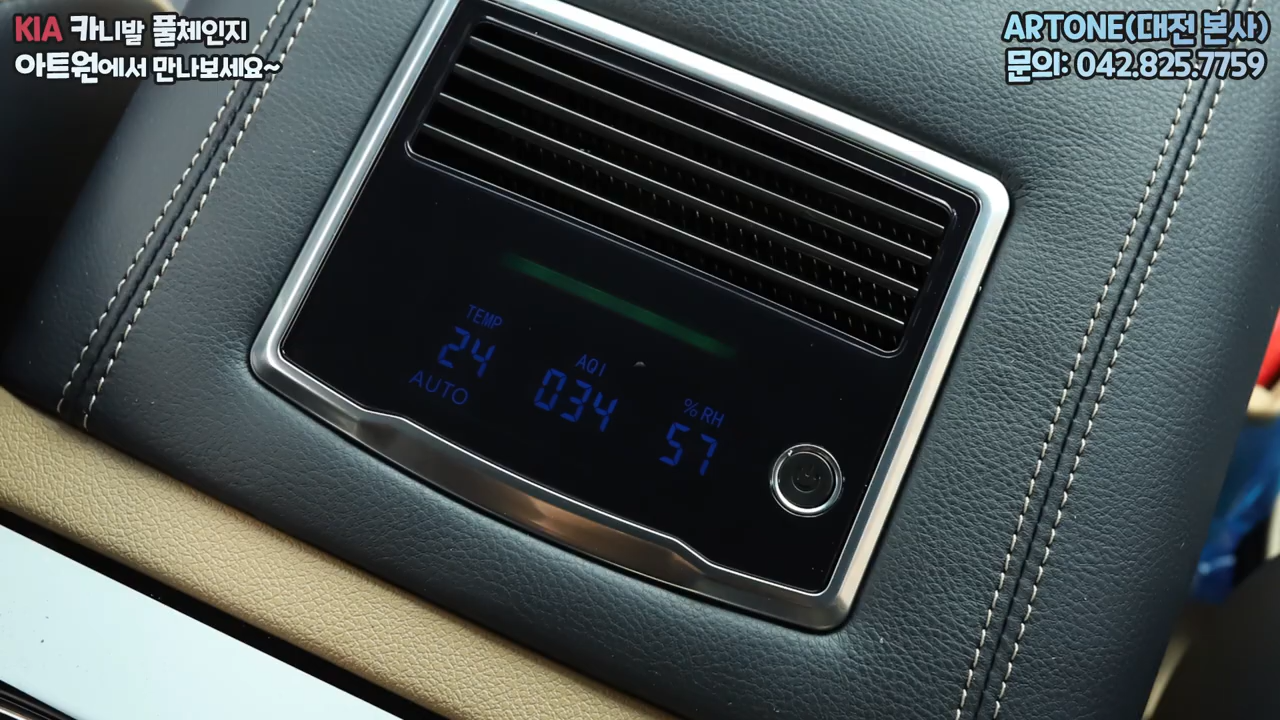 KIA 카니발 풀체인지
아트원에서 만나보세요~
ARTONE(대전 본사)
문의: 042.825.7759
TEMP
24
AUTO
AQI
034
% RH
57